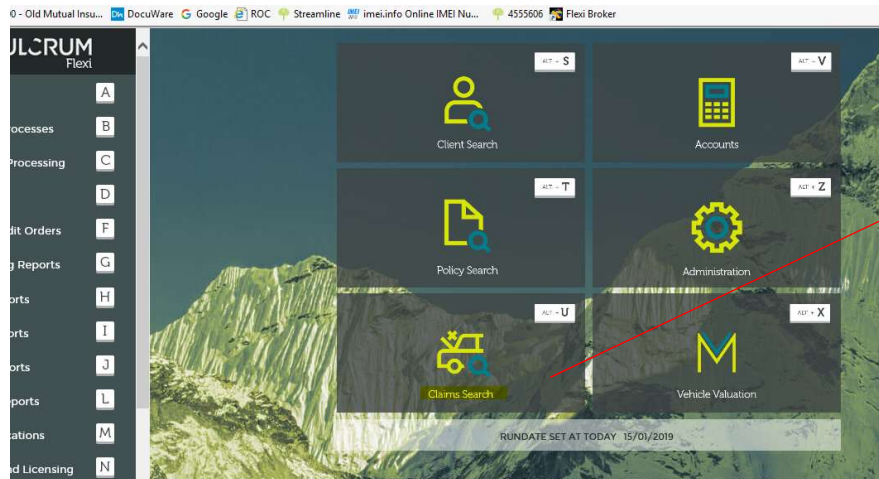 0 - Old Mutual Insu... Dn DocuWare G Google ROC Streamline imei.info Online IMEI Nu... 4555606 Flexi Broker
ULCRUM
Flexi
A
ocesses B
Processing C
D
dit Orders F
g Reports G
orts H
orts I
orts J
ports L
cations M
nd Licensing N
ALT - S
Client Search
ALT - V
Accounts
ALT - T
Policy Search
ALT + Z
Administration
ALT - U
Claims Search
ALT + X
Vehicle Valuation
RUNDATE SET AT TODAY 15/01/2019